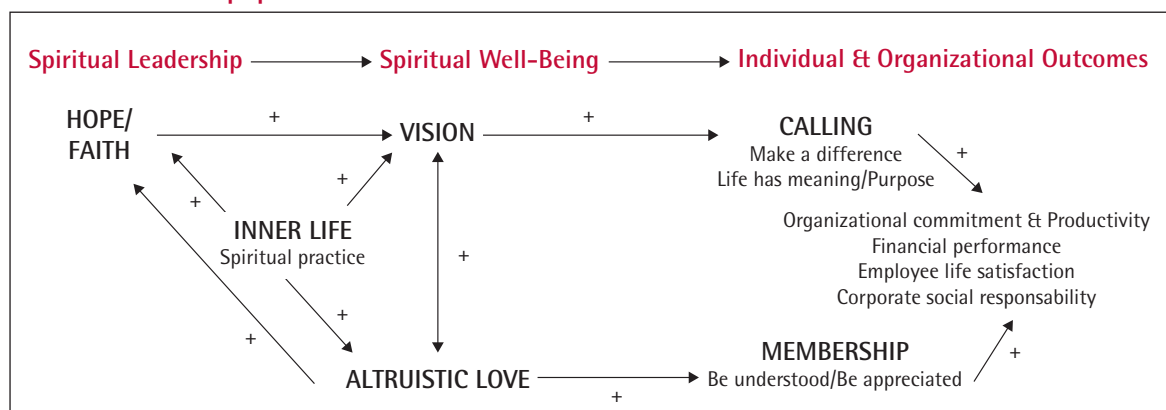 Spiritual Leadership Spiritual Well-Being Individual & Organizational Outcomes
HOPE/
FAITH
+
VISION
+
CALLING
Make a difference
Life has meaning/Purpose
+
+
+
INNER LIFE
Spiritual practice
+
+
+
Organizational commitment & Productivity
Financial performance
Employee life satisfaction
Corporate social responsability
ALTRUISTIC LOVE
+
MEMBERSHIP
Be understood/Be appreciated
+